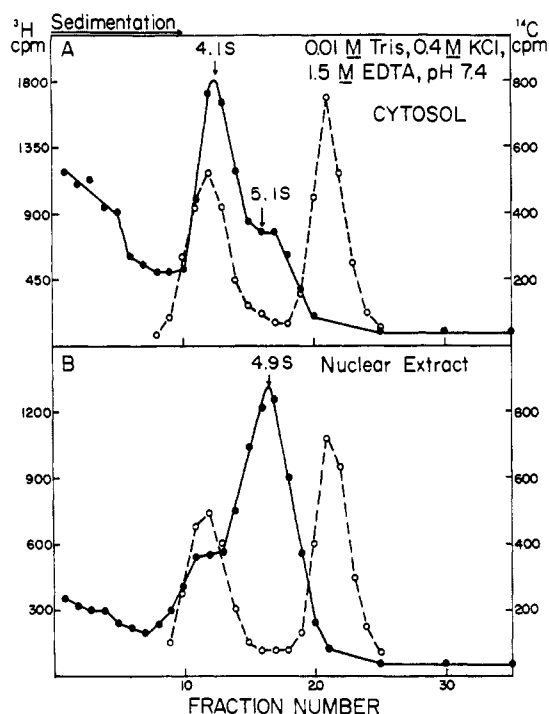 Sedimentation
³H
cpm
¹⁴C
cpm
A
4.1S
0.01 M Tris, 0.4 M KCl,
1.5 M EDTA, pH 7.4
CYTOSOL
5.1S
1800
1350
900
450
800
600
400
200
B
4.9S
Nuclear Extract
1200
900
600
300
800
600
400
200
10
20
30
FRACTION NUMBER